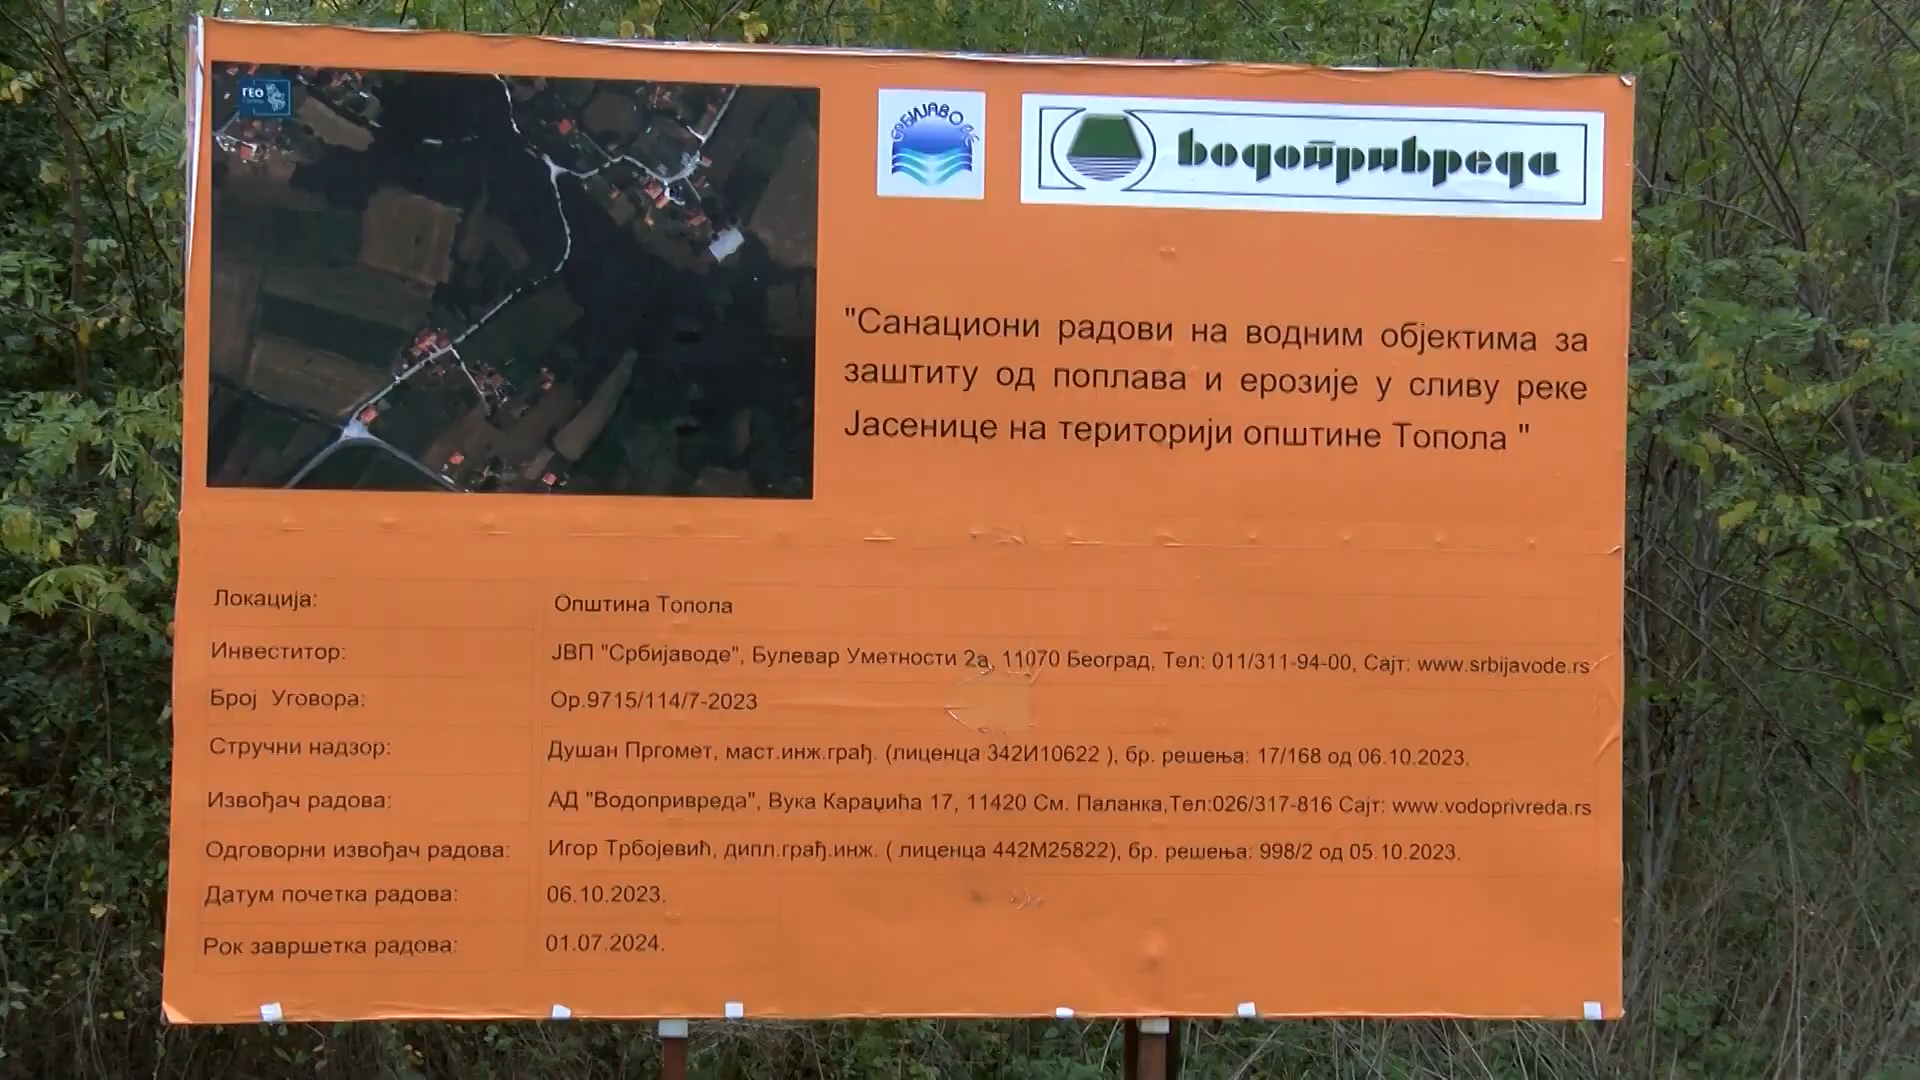 ГЕО
СРБИЈАВОДЕ
водопривреда
"Санациони радови на водним објектима за
заштиту од поплава и ерозије у сливу реке
Јасенице на територији општине Топола "
Локација: Општина Топола
Инвеститор: ЈВП "Србијаводе", Булевар Уметности 2а, 11070 Београд, Тел: 011/311-94-00, Сајт: www.srbijavode.rs
Број Уговора: Ор.9715/114/7-2023
Стручни надзор: Душан Пргомет, маст.инж.грађ. (лиценца 342И10622 ), бр. решења: 17/168 од 06.10.2023.
Извођач радова: АД "Водопривреда", Вука Караџића 17, 11420 См. Паланка,Тел:026/317-816 Сајт: www.vodoprivreda.rs
Одговорни извођач радова: Игор Трбојевић, дипл.грађ.инж. ( лиценца 442М25822), бр. решења: 998/2 од 05.10.2023.
Датум почетка радова: 06.10.2023.
Рок завршетка радова: 01.07.2024.